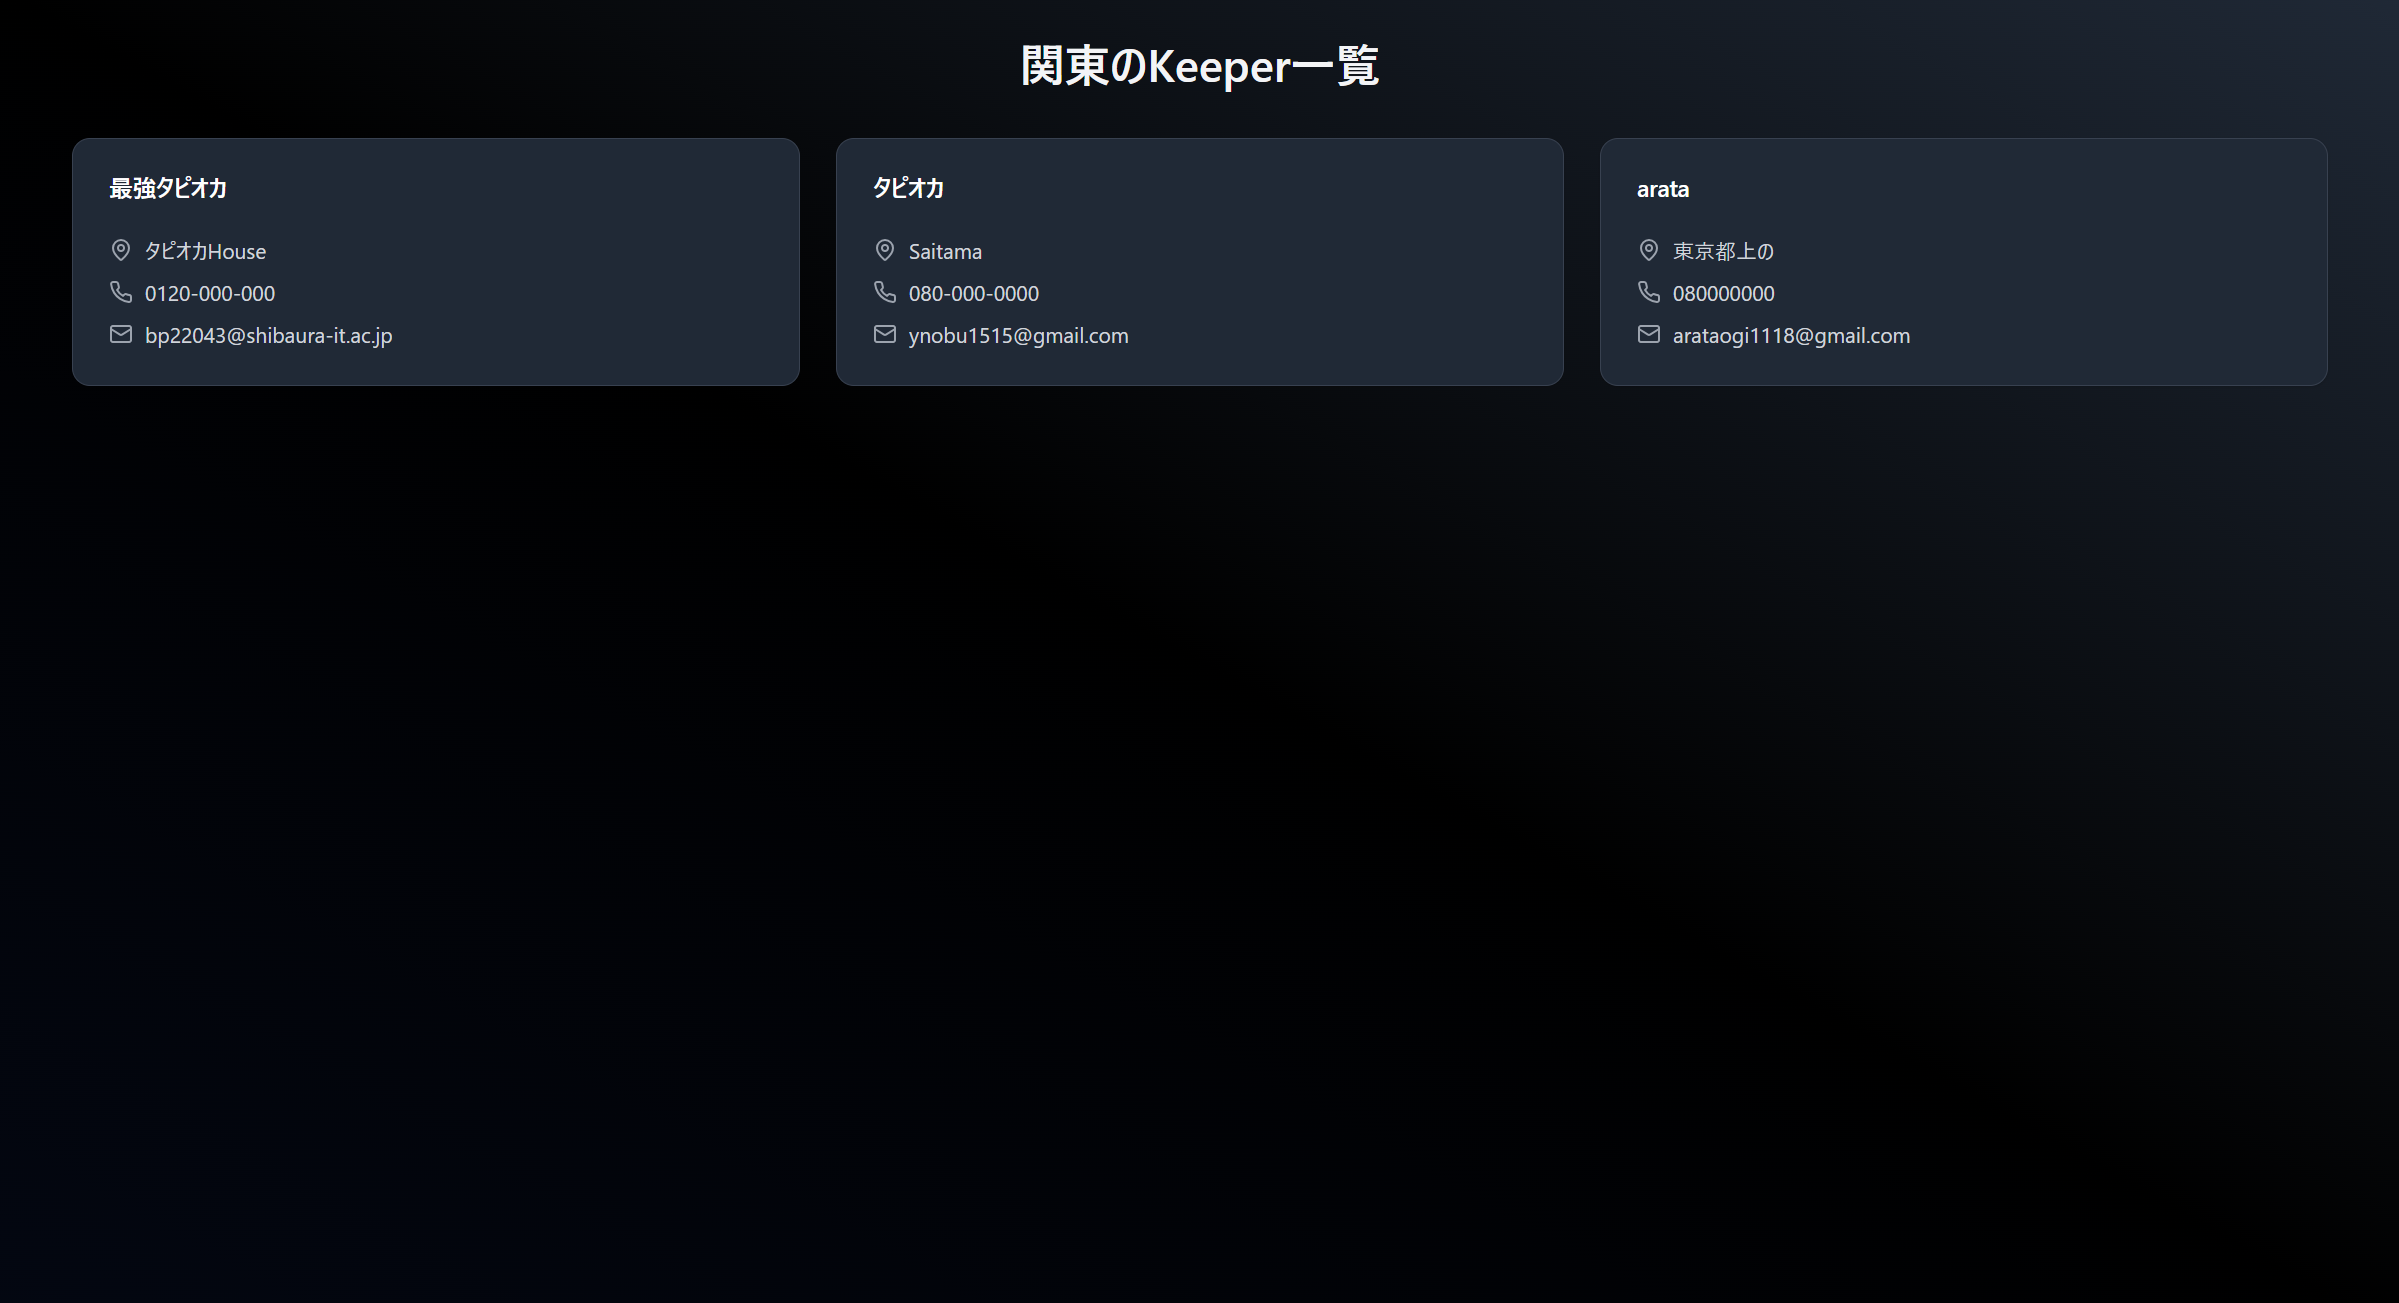 関東のKeeper一覧
最強タピオカ
タピオカHouse
0120-000-000
bp22043@shibaura-it.ac.jp
タピオカ
Saitama
080-000-0000
ynobu1515@gmail.com
arata
東京都上の
080000000
arataogi1118@gmail.com